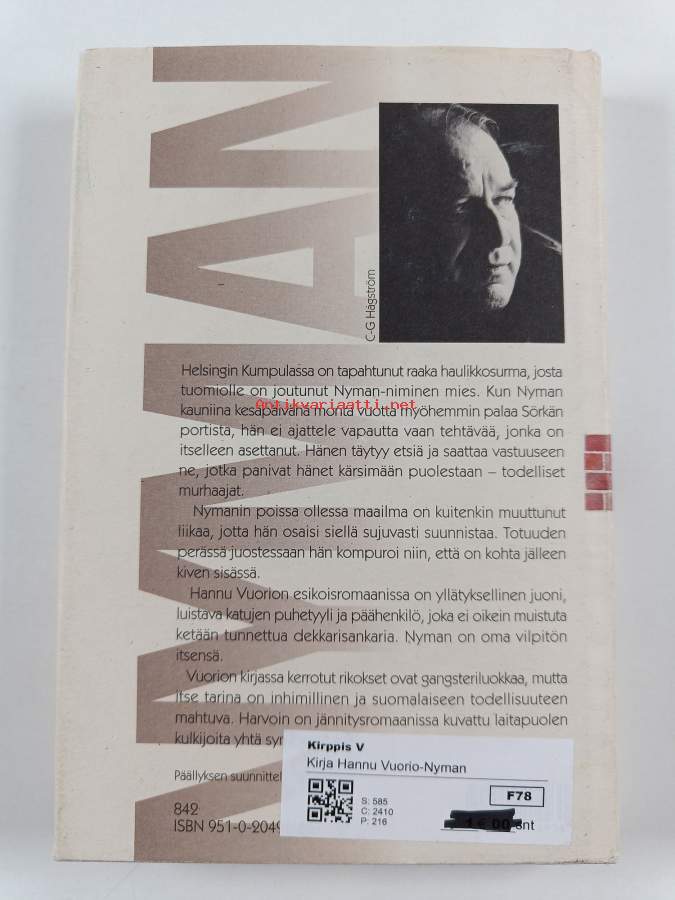 NYMAN
C-G Hagström
Helsingin Kumpulassa on tapahtunut raaka haulikkosurma, josta
tuomiolle on joutunut Nyman-niminen mies. Kun Nyman
kauniina kesäpäivänä monta vuotta myöhemmin palaa Sörkän
Antikvariaatti.net
portista, hän ei ajattele vapautta vaan tehtävää, jonka on
itselleen asettanut. Hänen täytyy etsiä ja saattaa vastuuseen
ne, jotka panivat hänet kärsimään puolestaan – todelliset
murhaajat.
Nymanin poissa ollessa maailma on kuitenkin muuttunut
liikaa, jotta hän osaisi siellä sujuvasti suunnistaa. Totuuden
perässä juostessaan hän kompuroi niin, että on kohta jälleen
kiven sisässä.
Hannu Vuorion esikoisromaanissa on yllätyksellinen juoni,
luistava katujen puhetyyli ja päähenkilö, joka ei oikein muistuta
ketään tunnettua dekkarisankaria. Nyman on oma vilpitön
itsensä.
Vuorion kirjassa kerrotut rikokset ovat gangsteriluokkaa, mutta
itse tarina on inhimillinen ja suomalaiseen todellisuuteen
mahtuva. Harvoin on jännitysromaanissa kuvattu laitapuolen
kulkijoita yhtä
Päällyksen
842
ISBN 951-0-2049
Kirppis V
Kirja Hannu Vuorio-Nyman
F78
S: 585
C: 2410
P: 216
snt